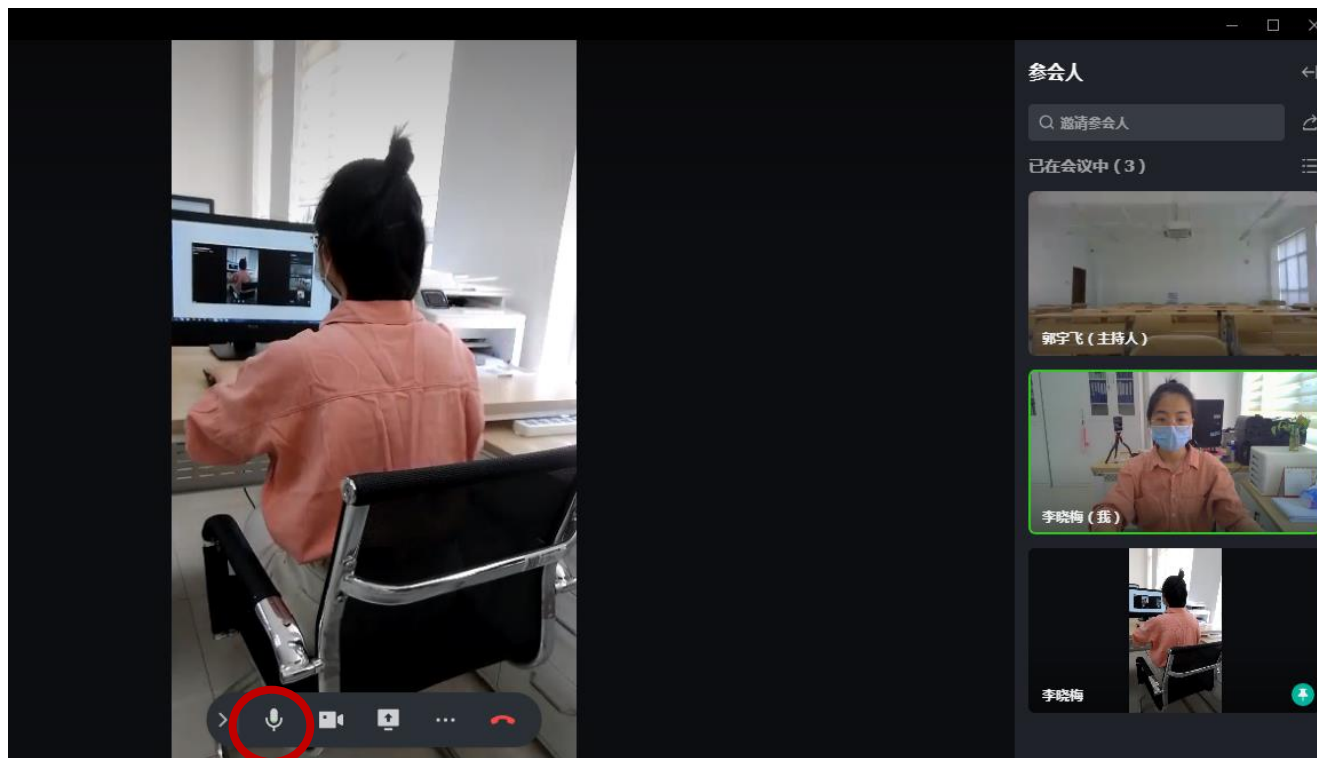 参会人
邀请参会人
已在会议中(3)
郭宇飞(主持人)
李晓梅(我)
李晓梅